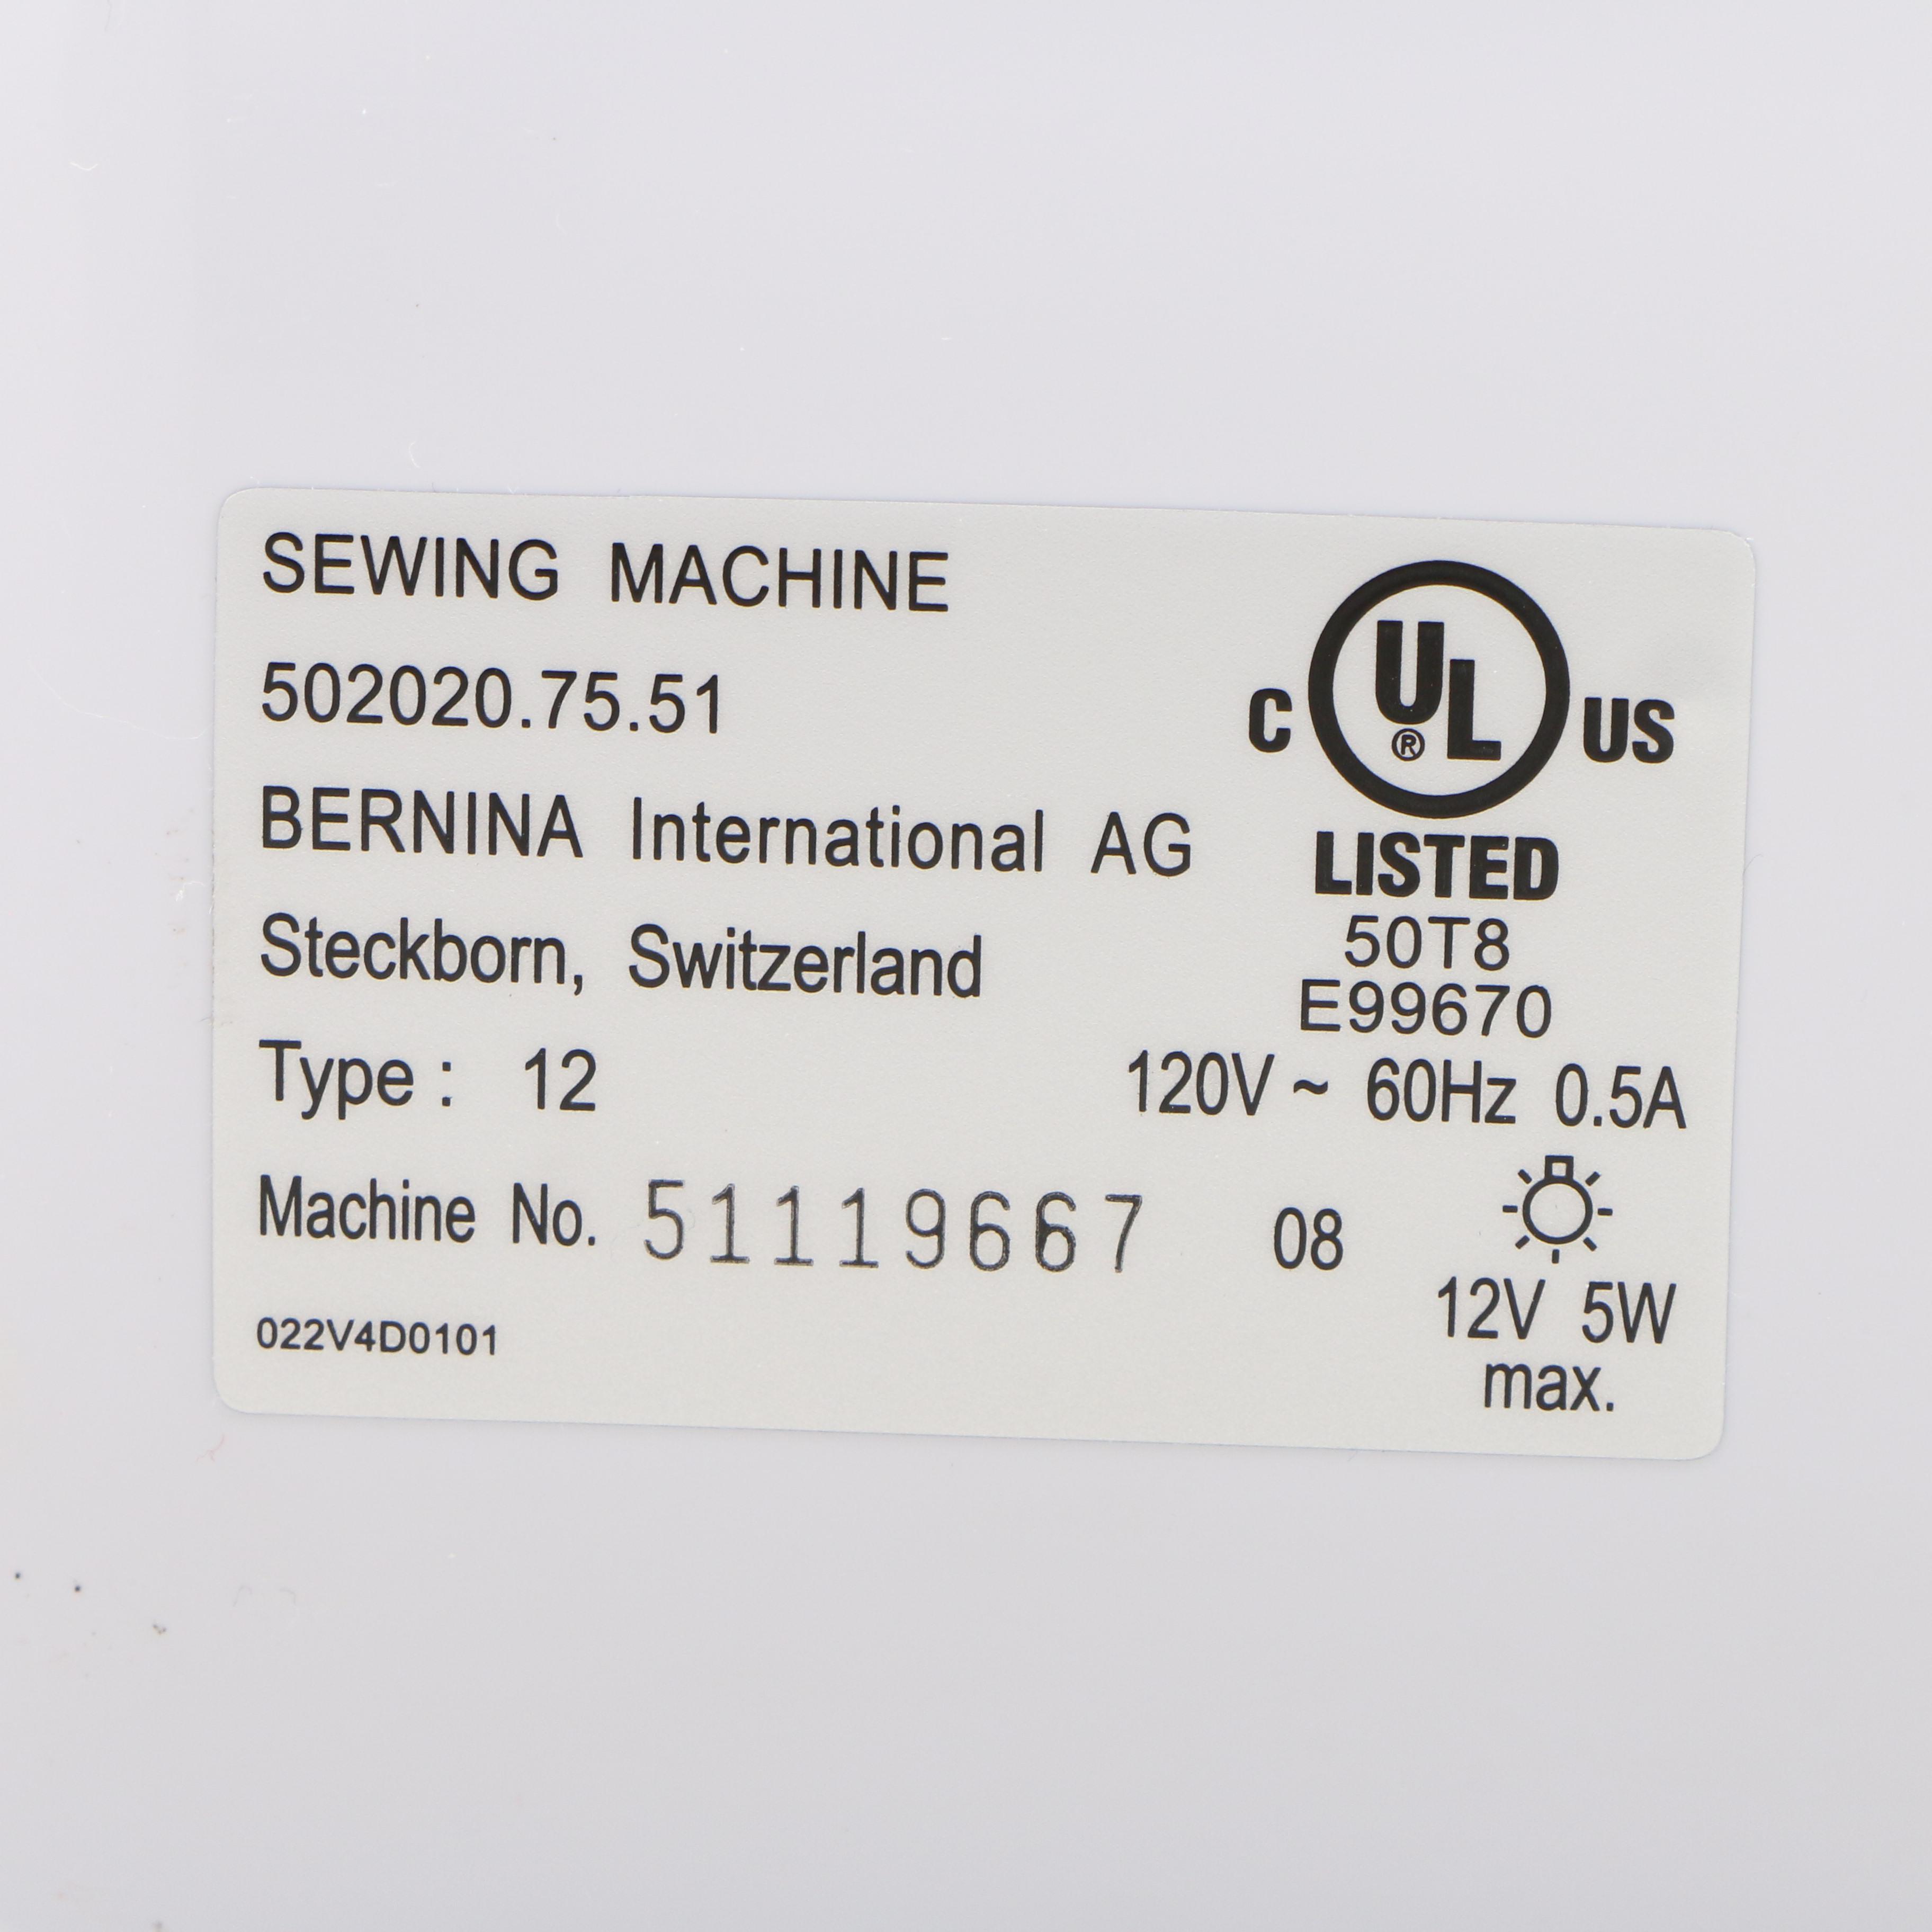 SEWING MACHINE
502020.75.51
BERNINA International AG
Steckborn, Switzerland
Type : 12
Machine No. 51119667 08
022V4D0101
C UL® US
LISTED
50T8
E99670
120V ~ 60Hz 0.5A
12V 5W
max.